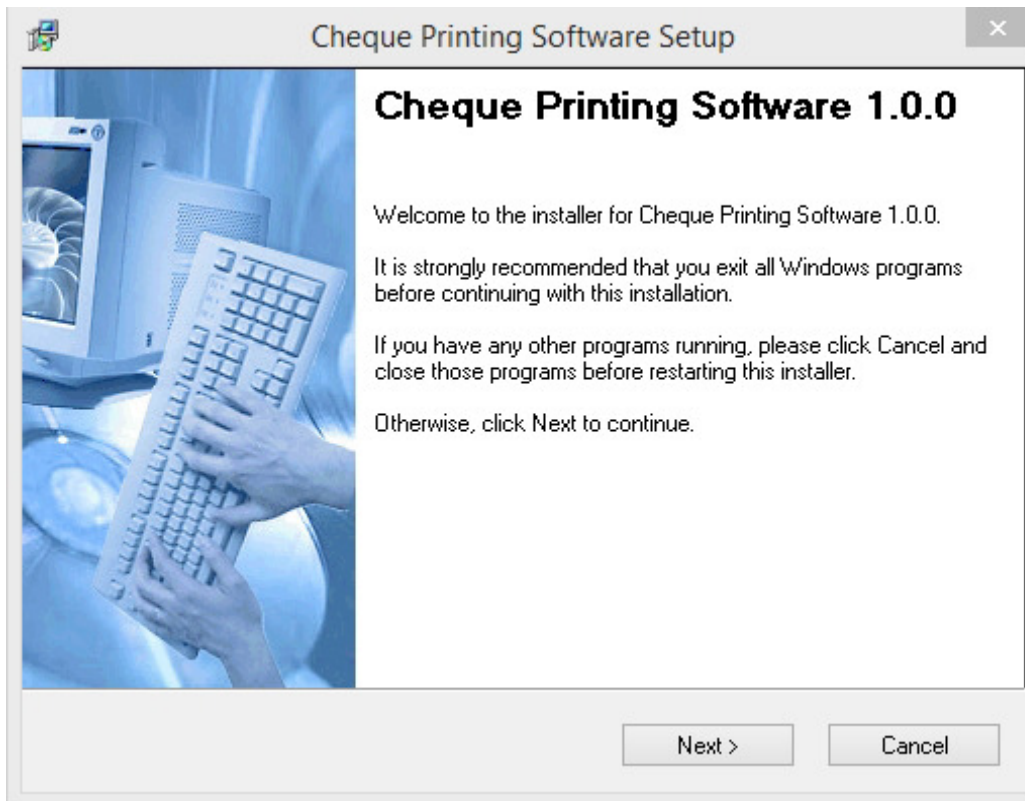 Cheque Printing Software Setup
Cheque Printing Software 1.0.0
Welcome to the installer for Cheque Printing Software 1.0.0.
It is strongly recommended that you exit all Windows programs
before continuing with this installation.
If you have any other programs running, please click Cancel and
close those programs before restarting this installer.
Otherwise, click Next to continue.
Next >
Cancel